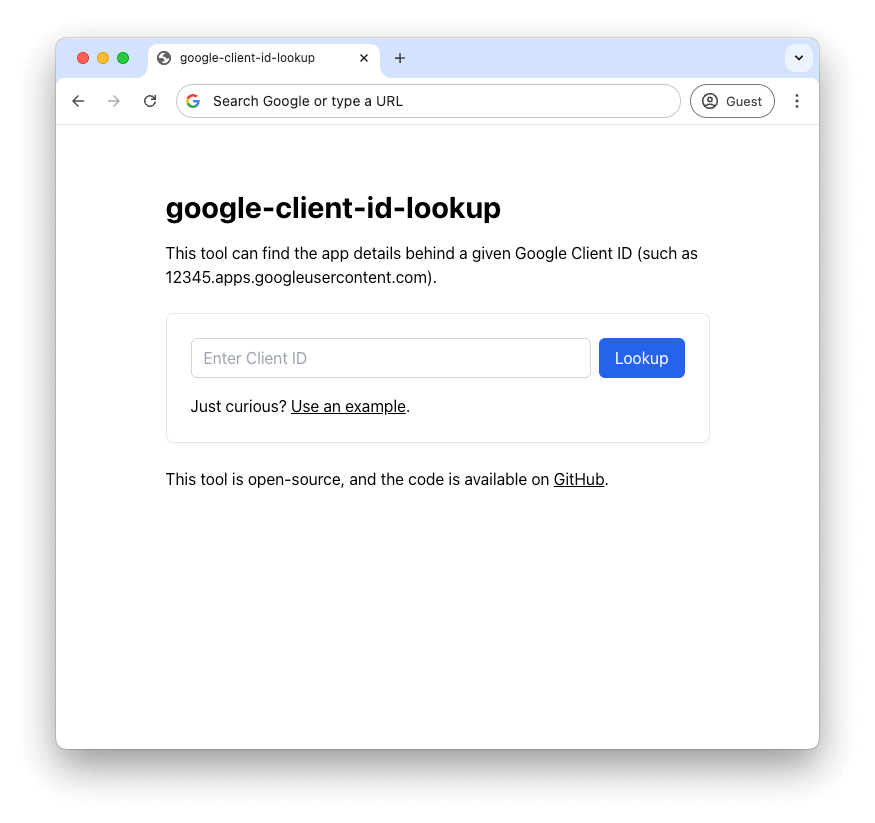 google-client-id-lookup
Search Google or type a URL
Guest
google-client-id-lookup
This tool can find the app details behind a given Google Client ID (such as
12345.apps.googleusercontent.com).
Enter Client ID
Lookup
Just curious? Use an example.
This tool is open-source, and the code is available on GitHub.